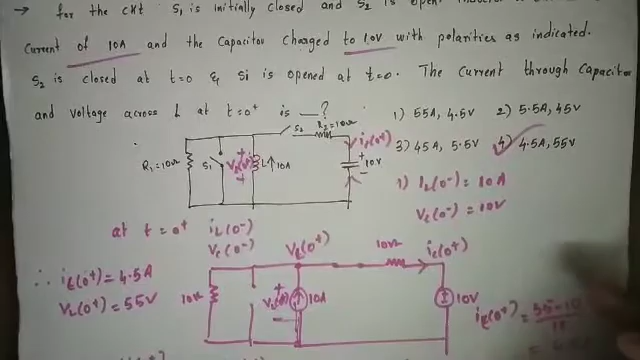 → for the ckt S₁ is initially closed and S₂ is open
Current of 10A and the Capacitor Charged to 10V with polarities as indicated.
S₂ is closed at t=0 & Si is opened at t=0. The Current through Capacitor
and voltage across L at t=0⁺ is ___?
1) 55A, 4.5V 2) 5.5A, 45V
3) 45A, 5.5V 4) 4.5A, 55V
S₂ R₂=10Ω
R₁=10Ω S₁ L↑10A + 10V -
ic(0⁺)
1) IL(0⁻) = 10A
Vc(0⁻) = 10V
at t=0⁺ iL(0⁻)
Vc(0⁻)
VL(0⁺) 10Ω ic(0⁺)
∴ ic(0⁺) = 4.5A
VL(0⁺) = 55V
10Ω 10A 10V